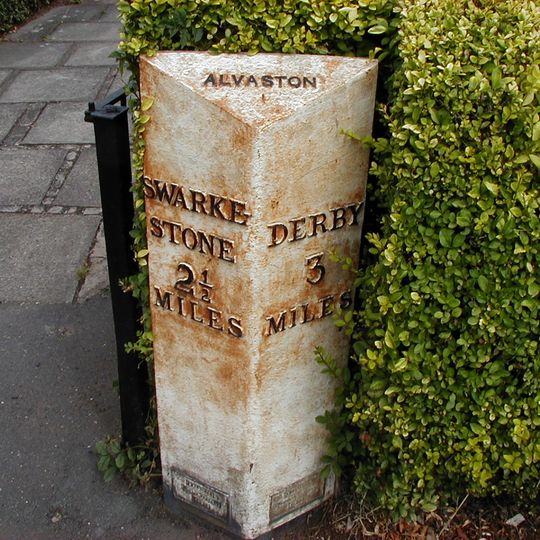 ALVASTON
SWARKE-
STONE
2½
MILES
DERBY
3
MILES